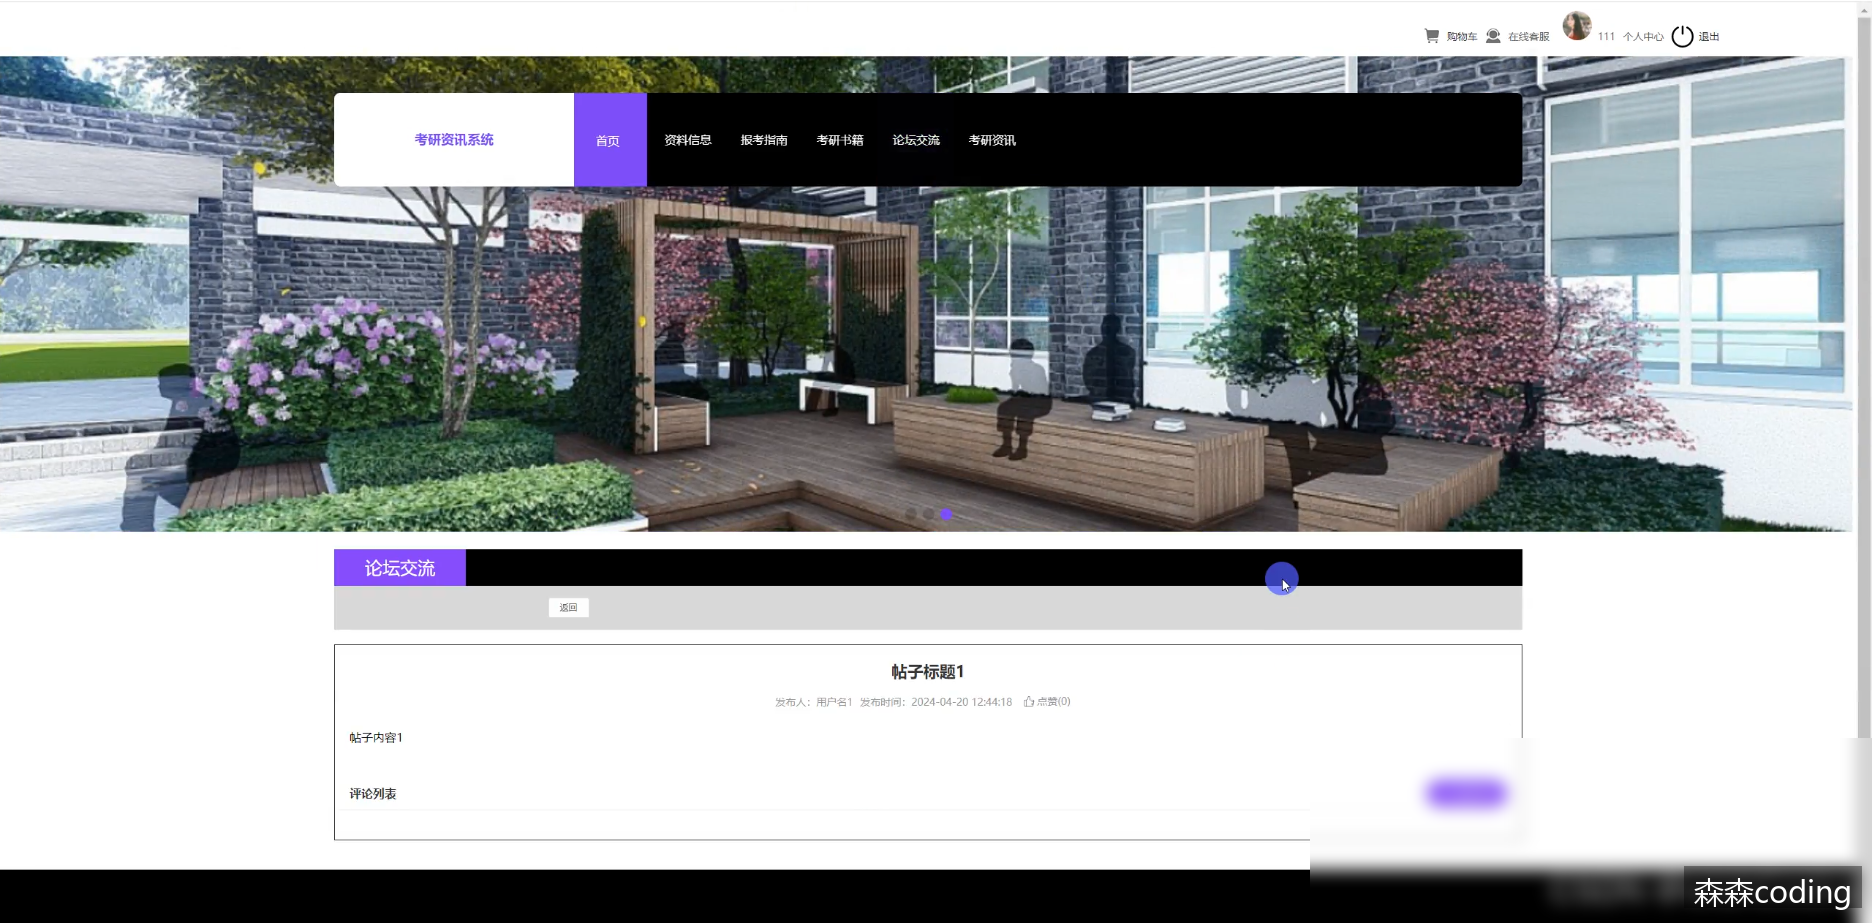 购物车 在线客服 111 个人中心 退出
考研资讯系统 首页 资料信息 报考指南 考研书籍 论坛交流 考研资讯
论坛交流
返回
帖子标题1
发布人：用户名1 发布时间：2024-04-20 12:44:18 点赞(0)
帖子内容1
评论列表
森森coding